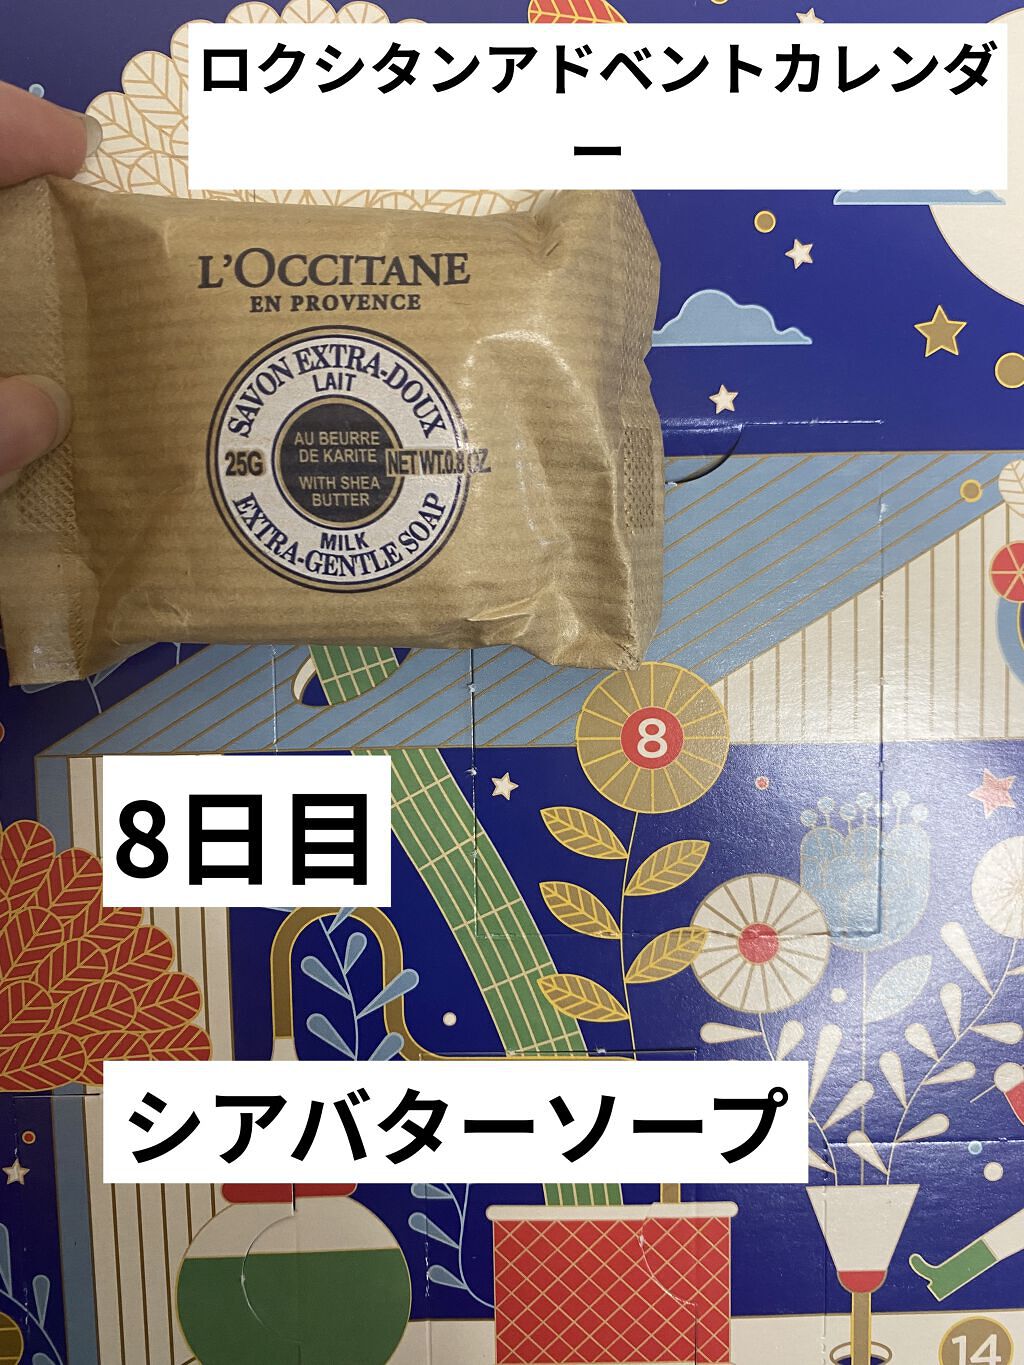 ロクシタンアドベントカレンダ
ー
L'OCCITANE
EN PROVENCE
SAVON EXTRA-DOUX
LAIT
AU BEURRE
DE KARITE
25G
NET WT.0.8 OZ
WITH SHEA
BUTTER
MILK
EXTRA-GENTLE SOAP
8
8日目
シアバターソープ
14